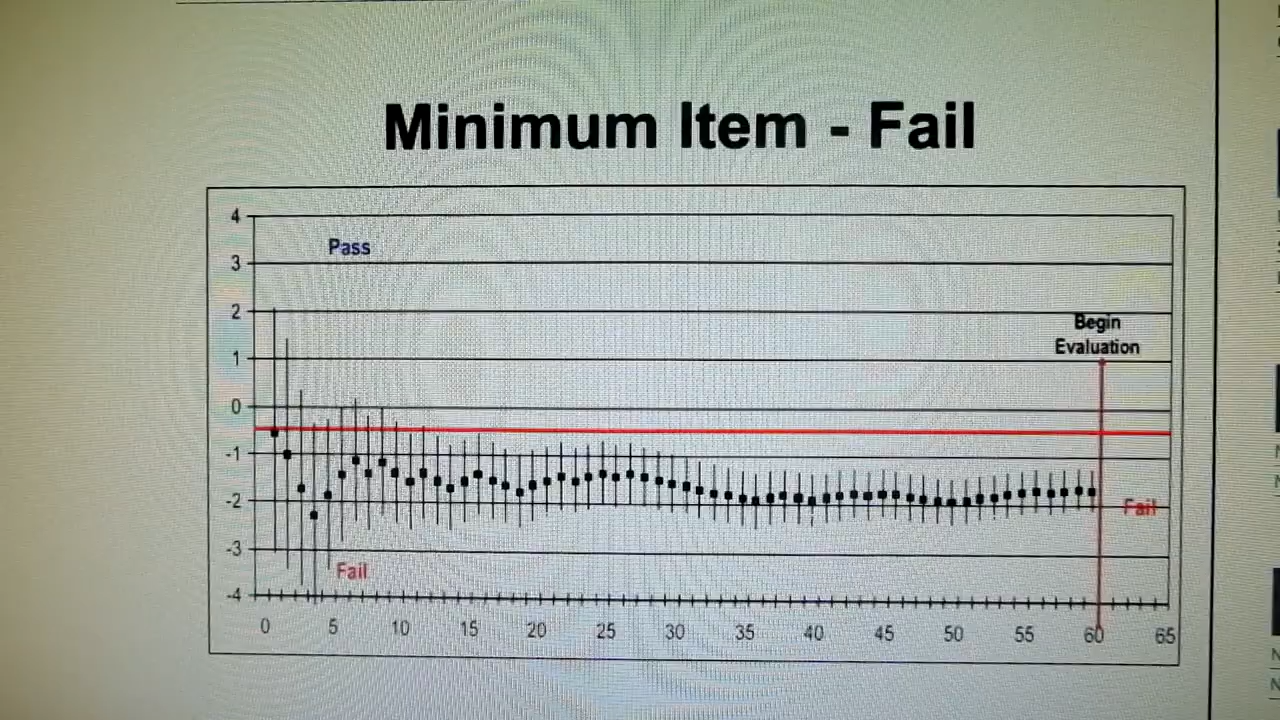 Minimum Item - Fail
4
Pass
3
2
Begin
1
Evaluation
0
-1
-2
Fail
-3
Fail
-4
0 5 10 15 20 25 30 35 40 45 50 55 60 65